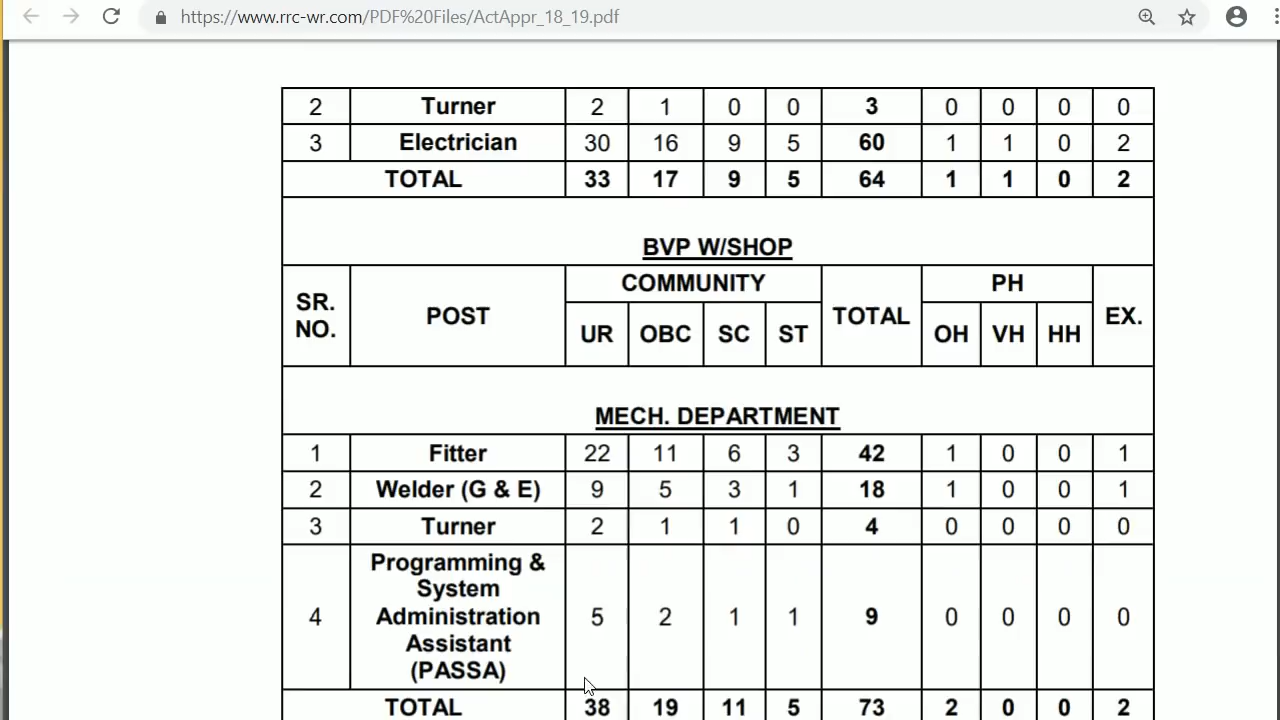 https://www.rrc-wr.com/PDF%20Files/ActAppr_18_19.pdf
2 Turner 2 1 0 0 3 0 0 0 0
3 Electrician 30 16 9 5 60 1 1 0 2
TOTAL 33 17 9 5 64 1 1 0 2
BVP W/SHOP
SR. NO. POST COMMUNITY TOTAL PH EX.
UR OBC SC ST OH VH HH
MECH. DEPARTMENT
1 Fitter 22 11 6 3 42 1 0 0 1
2 Welder (G & E) 9 5 3 1 18 1 0 0 1
3 Turner 2 1 1 0 4 0 0 0 0
Programming &
System
4 Administration 5 2 1 1 9 0 0 0 0
Assistant
(PASSA)
TOTAL 38 19 11 5 73 2 0 0 2